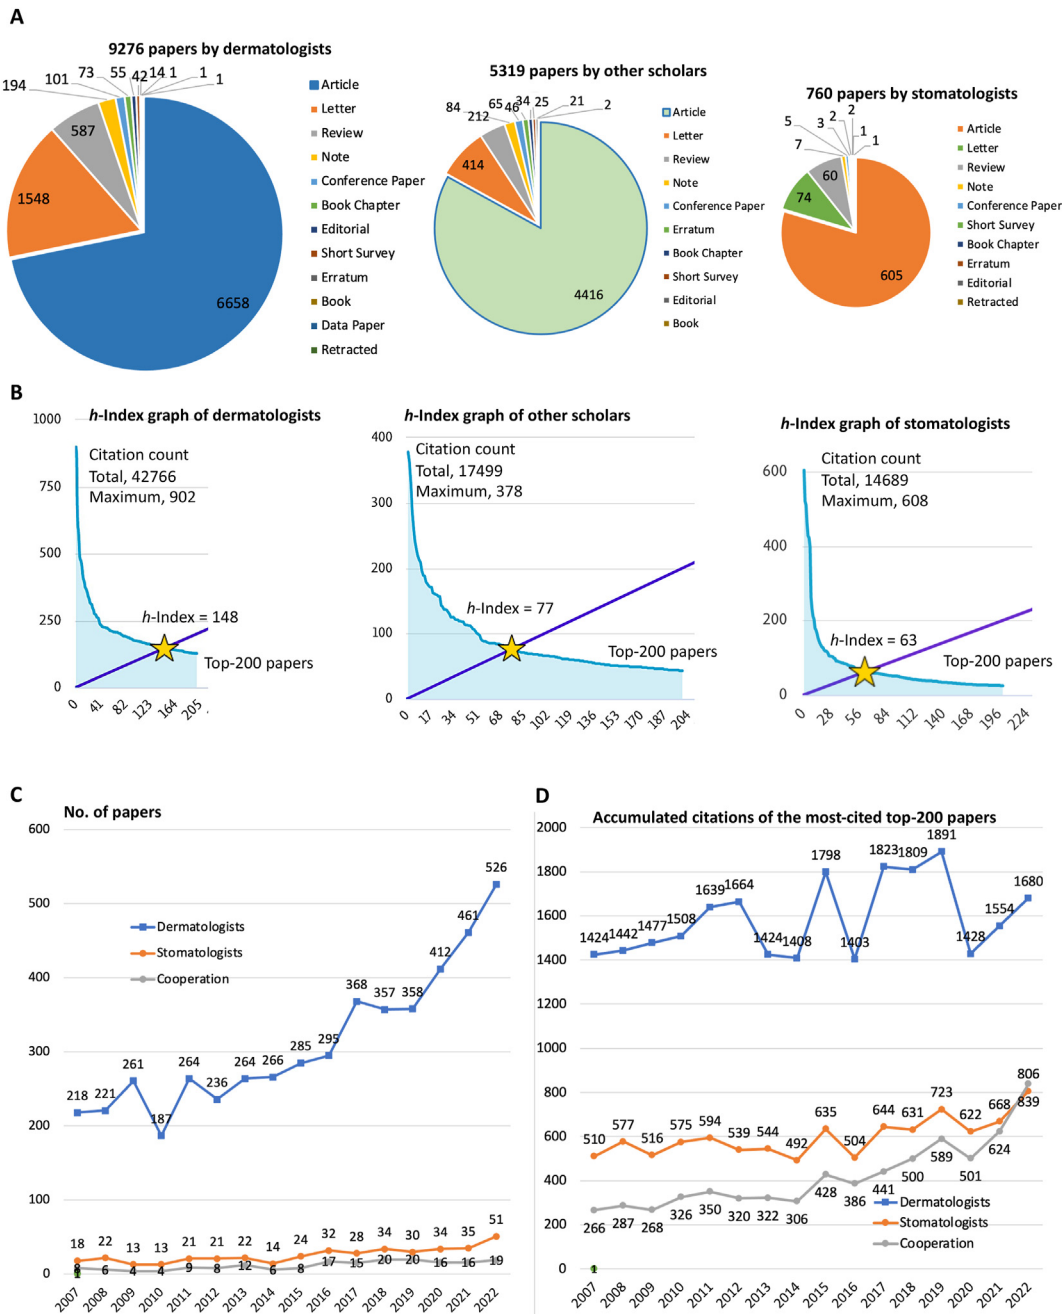 A
9276 papers by dermatologists
194 101 73 55 42 14 1 1 1
587
1548
6658
Article
Letter
Review
Note
Conference Paper
Book Chapter
Editorial
Short Survey
Erratum
Book
Data Paper
Retracted
5319 papers by other scholars
84 212 65 46 34 25 21 2
414
4416
Article
Letter
Review
Note
Conference Paper
Erratum
Book Chapter
Short Survey
Editorial
Book
760 papers by stomatologists
7 5 3 2 2 1 1
60
74
605
Article
Letter
Review
Note
Conference Paper
Short Survey
Book Chapter
Erratum
Editorial
Retracted
B
h-Index graph of dermatologists
Citation count
Total, 42766
Maximum, 902
1000
750
500
250
0
h-Index = 148
Top-200 papers
0 41 82 123 164 205
h-Index graph of other scholars
Citation count
Total, 17499
Maximum, 378
400
300
200
100
0
h-Index = 77
Top-200 papers
0 17 34 51 68 85 102 119 136 153 170 187 204
h-Index graph of stomatologists
Citation count
Total, 14689
Maximum, 608
600
400
200
0
h-Index = 63
Top-200 papers
0 28 56 84 112 140 168 196 224
C
No. of papers
600
500
400
300
200
100
0
Dermatologists
Stomatologists
Cooperation
218 221 261 187 264 236 264 266 285 295 368 357 358 412 461 526
18 22 13 13 21 21 22 14 24 32 28 34 30 34 35 51
8 6 4 4 9 8 12 6 8 17 15 20 20 16 16 19
1
2007 2008 2009 2010 2011 2012 2013 2014 2015 2016 2017 2018 2019 2020 2021 2022
D
Accumulated citations of the most-cited top-200 papers
2000
1800
1600
1400
1200
1000
800
600
400
200
0
1424 1442 1477 1508 1639 1664 1424 1408 1798 1403 1823 1809 1891 1428 1554 1680
510 577 516 575 594 539 544 492 635 504 644 631 723 622 668 806
266 287 268 326 350 320 322 306 428 386 441 500 589 501 624 839
1
Dermatologists
Stomatologists
Cooperation
2007 2008 2009 2010 2011 2012 2013 2014 2015 2016 2017 2018 2019 2020 2021 2022